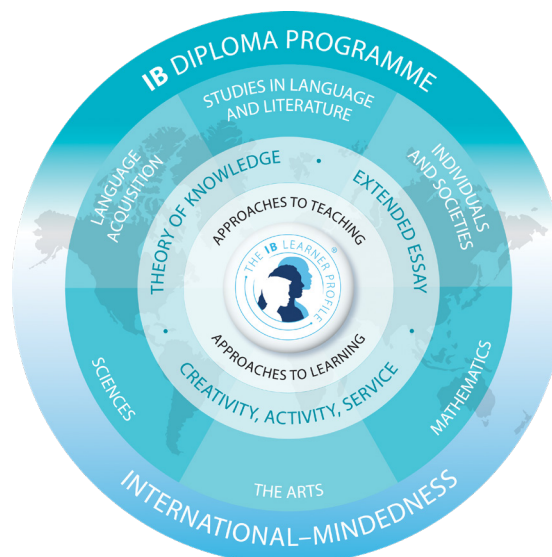 IB DIPLOMA PROGRAMME
STUDIES IN LANGUAGE
AND LITERATURE
LANGUAGE
ACQUISITION
INDIVIDUALS
AND SOCIETIES
THEORY OF KNOWLEDGE
·
EXTENDED ESSAY
·
APPROACHES TO TEACHING
THE IB LEARNER PROFILE
®
APPROACHES TO LEARNING
·
CREATIVITY, ACTIVITY, SERVICE
SCIENCES
MATHEMATICS
THE ARTS
INTERNATIONAL–MINDEDNESS